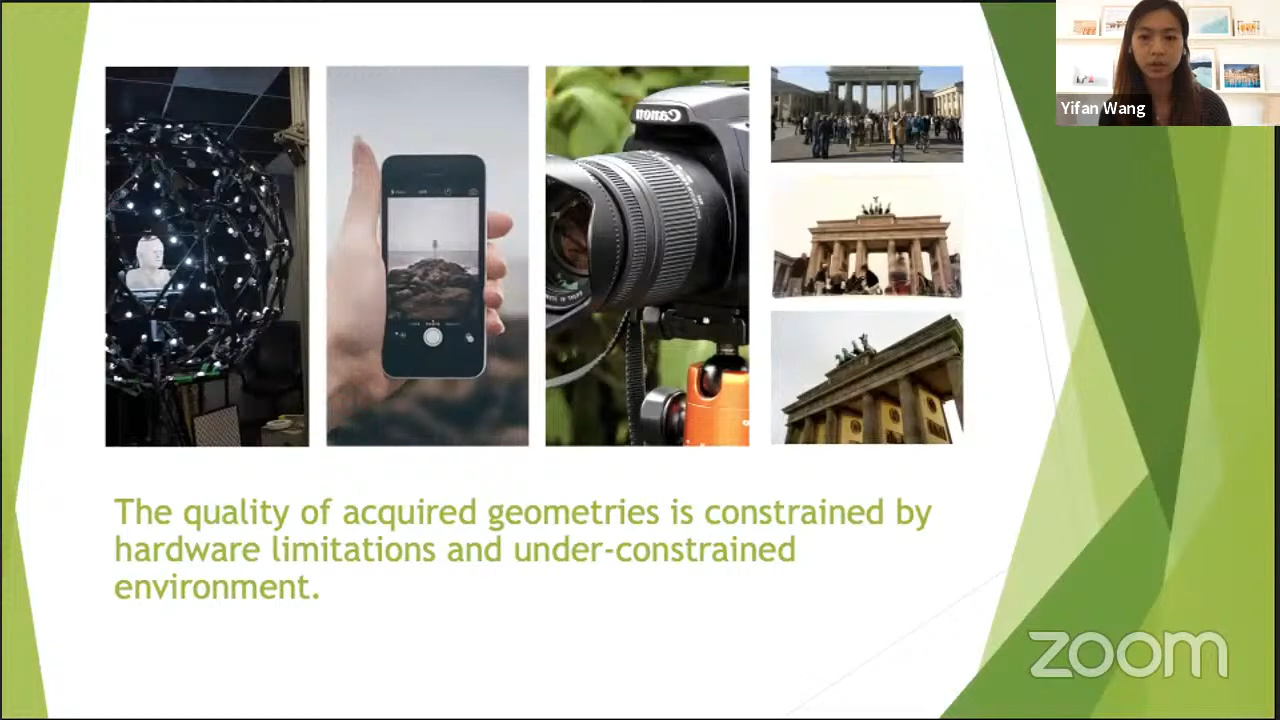 Yifan Wang
Canon
The quality of acquired geometries is constrained by
hardware limitations and under-constrained
environment.
zoom